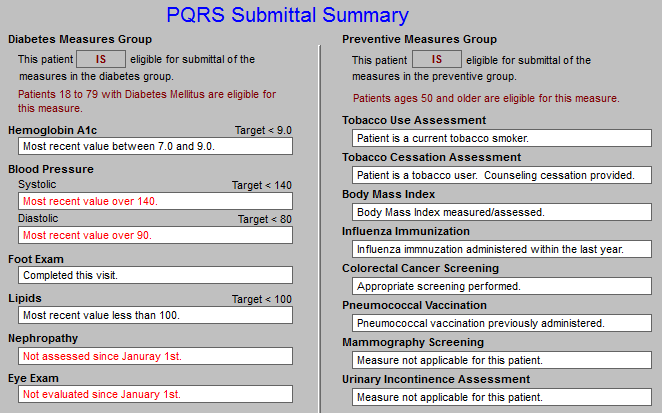 PQRS Submittal Summary
Diabetes Measures Group
This patient IS eligible for submittal of the
measures in the diabetes group.
Patients 18 to 79 with Diabetes Mellitus are eligible for
this measure.
Hemoglobin A1c Target < 9.0
Most recent value between 7.0 and 9.0.
Blood Pressure
Systolic Target < 140
Most recent value over 140.
Diastolic Target < 80
Most recent value over 90.
Foot Exam
Completed this visit.
Lipids Target < 100
Most recent value less than 100.
Nephropathy
Not assessed since Januray 1st.
Eye Exam
Not evaluated since January 1st.
Preventive Measures Group
This patient IS eligible for submittal of the
measures in the preventive group.
Patients ages 50 and older are eligible for this measure.
Tobacco Use Assessment
Patient is a current tobacco smoker.
Tobacco Cessation Assessment
Patient is a tobacco user. Counseling cessation provided.
Body Mass Index
Body Mass Index measured/assessed.
Influenza Immunization
Influenza immnuzation administered within the last year.
Colorectal Cancer Screening
Appropriate screening performed.
Pneumococcal Vaccination
Pneumococcal vaccination previously administered.
Mammography Screening
Measure not applicable for this patient.
Urinary Incontinence Assessment
Measure not applicable for this patient.